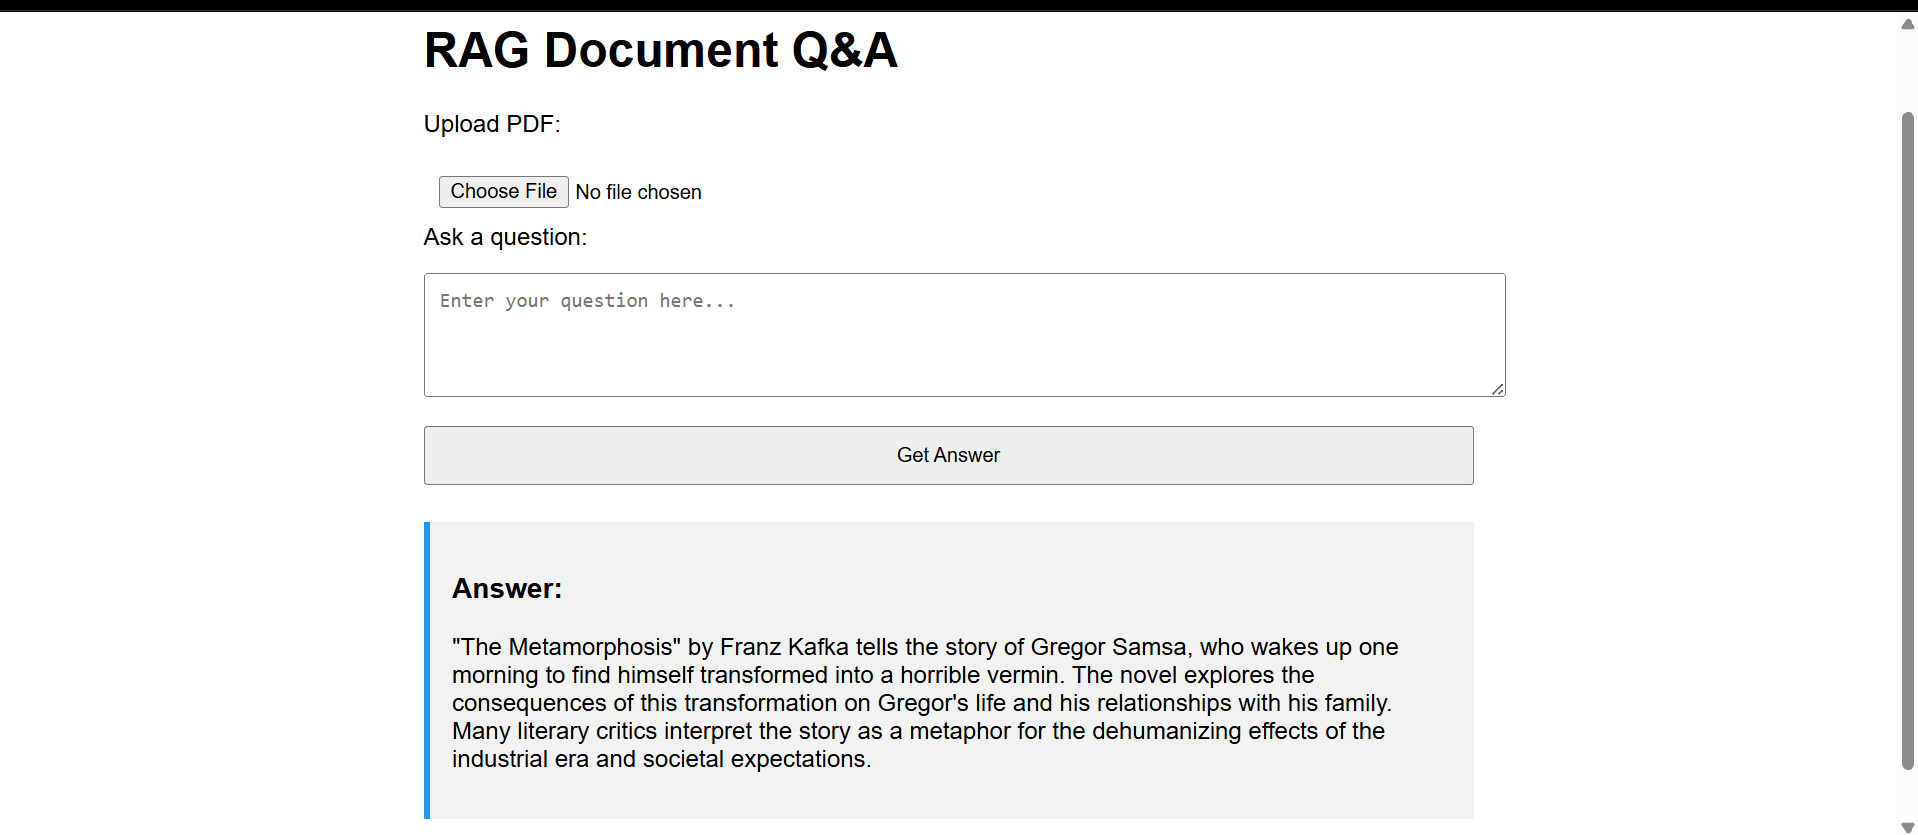 RAG Document Q&A
Upload PDF:
Choose File No file chosen
Ask a question:
Enter your question here...
Get Answer
Answer:
"The Metamorphosis" by Franz Kafka tells the story of Gregor Samsa, who wakes up one
morning to find himself transformed into a horrible vermin. The novel explores the
consequences of this transformation on Gregor's life and his relationships with his family.
Many literary critics interpret the story as a metaphor for the dehumanizing effects of the
industrial era and societal expectations.